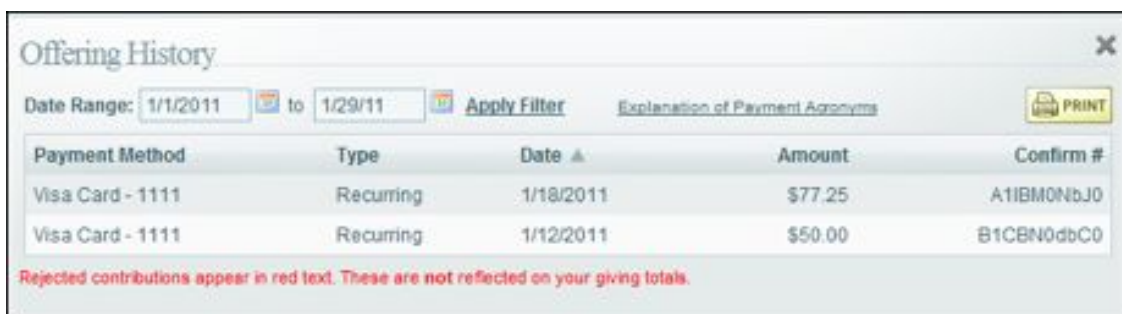 Offering History
Date Range: 1/1/2011 to 1/29/11 Apply Filter Explanation of Payment Acronyms PRINT
Payment Method Type Date Amount Confirm #
Visa Card - 1111 Recurring 1/18/2011 $77.25 A1IBM0NbJ0
Visa Card - 1111 Recurring 1/12/2011 $50.00 B1CBN0dbC0
Rejected contributions appear in red text. These are not reflected on your giving totals.